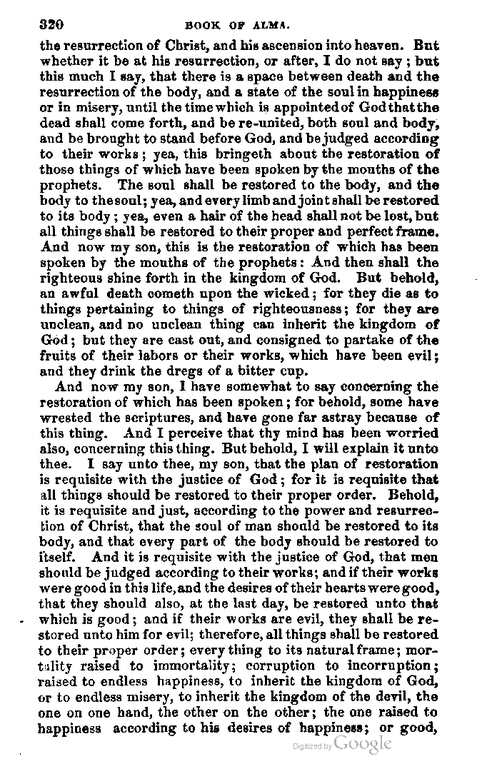 320 BOOK OF ALMA.
the resurrection of Christ, and his ascension into heaven. But
whether it be at his resurrection, or after, I do not say; but
this much I say, that there is a space between death and the
resurrection of the body, and a state of the soul in happiness
or in misery, until the time which is appointed of God that the
dead shall come forth, and be re-united, both soul and body,
and be brought to stand before God, and be judged according
to their works; yea, this bringeth about the restoration of
those things of which have been spoken by the mouths of the
prophets. The soul shall be restored to the body, and the
body to the soul; yea, and every limb and joint shall be restored
to its body; yea, even a hair of the head shall not be lost, but
all things shall be restored to their proper and perfect frame.
And now my son, this is the restoration of which has been
spoken by the mouths of the prophets: And then shall the
righteous shine forth in the kingdom of God. But behold,
an awful death cometh upon the wicked; for they die as to
things pertaining to things of righteousness; for they are
unclean, and no unclean thing can inherit the kingdom of
God; but they are cast out, and consigned to partake of the
fruits of their labors or their works, which have been evil;
and they drink the dregs of a bitter cup.
And now my son, I have somewhat to say concerning the
restoration of which has been spoken; for behold, some have
wrested the scriptures, and have gone far astray because of
this thing. And I perceive that thy mind has been worried
also, concerning this thing. But behold, I will explain it unto
thee. I say unto thee, my son, that the plan of restoration
is requisite with the justice of God; for it is requisite that
all things should be restored to their proper order. Behold,
it is requisite and just, according to the power and resurrec-
tion of Christ, that the soul of man should be restored to its
body, and that every part of the body should be restored to
itself. And it is requisite with the justice of God, that men
should be judged according to their works; and if their works
were good in this life, and the desires of their hearts were good,
that they should also, at the last day, be restored unto that
which is good; and if their works are evil, they shall be re-
stored unto him for evil; therefore, all things shall be restored
to their proper order; every thing to its natural frame; mor-
tality raised to immortality; corruption to incorruption;
raised to endless happiness, to inherit the kingdom of God,
or to endless misery, to inherit the kingdom of the devil, the
one on one hand, the other on the other; the one raised to
happiness according to his desires of happiness; or good,
Digitized by Google